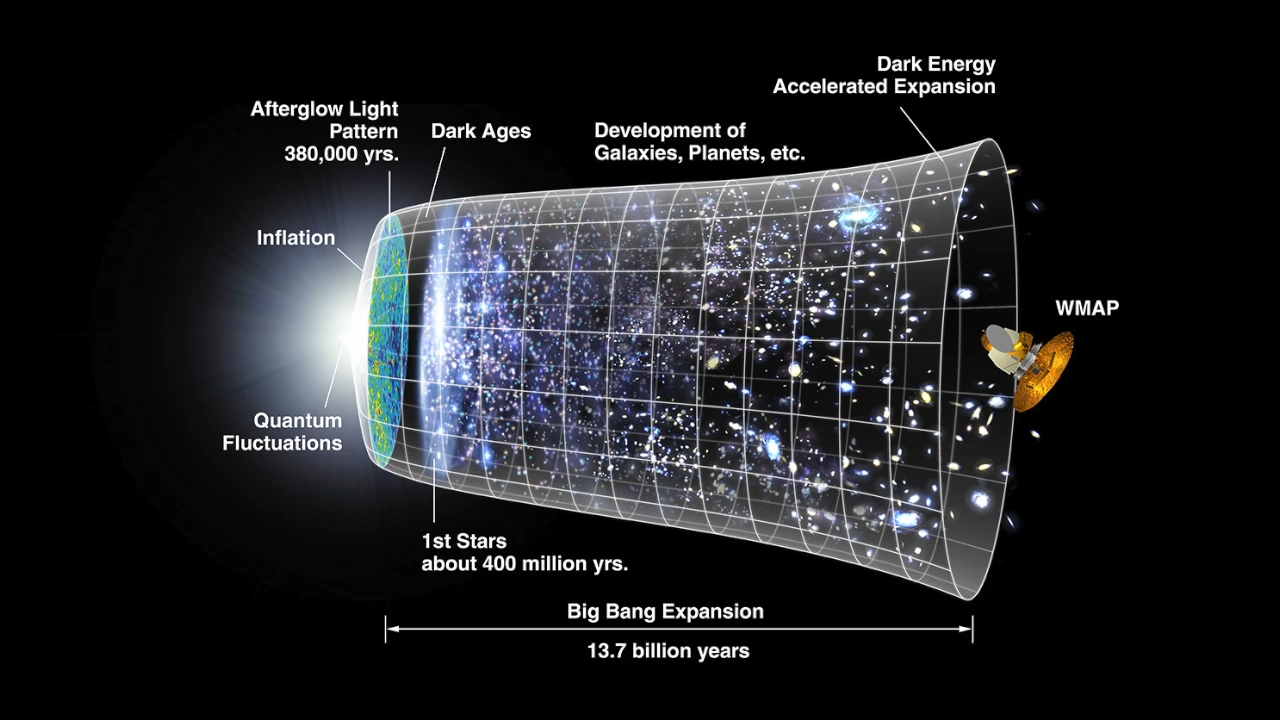 Dark Energy
Accelerated Expansion
Afterglow Light
Pattern
380,000 yrs.
Dark Ages
Development of
Galaxies, Planets, etc.
Inflation
WMAP
Quantum
Fluctuations
1st Stars
about 400 million yrs.
Big Bang Expansion
13.7 billion years